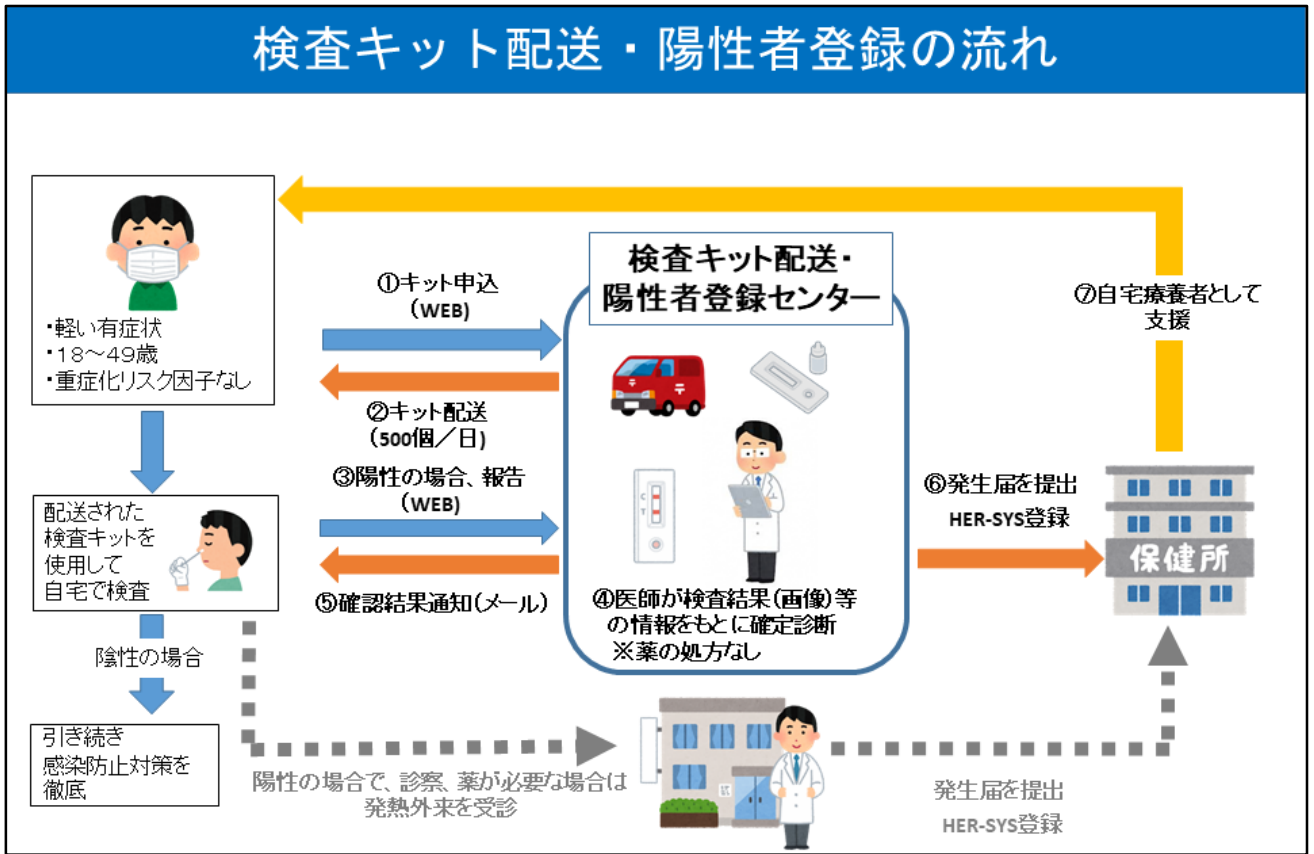 検査キット配送・陽性者登録の流れ
・軽い有症状
・18～49歳
・重症化リスク因子なし
①キット申込
(WEB)
②キット配送
(500個／日)
③陽性の場合、報告
(WEB)
⑤確認結果通知(メール)
検査キット配送・
陽性者登録センター
〒
〒
C
T
④医師が検査結果(画像)等
の情報をもとに確定診断
※薬の処方なし
⑥発生届を提出
HER-SYS登録
⑦自宅療養者として
支援
保健所
配送された
検査キットを
使用して
自宅で検査
陰性の場合
引き続き
感染防止対策を
徹底
陽性の場合で、診察、薬が必要な場合は
発熱外来を受診
発生届を提出
HER-SYS登録